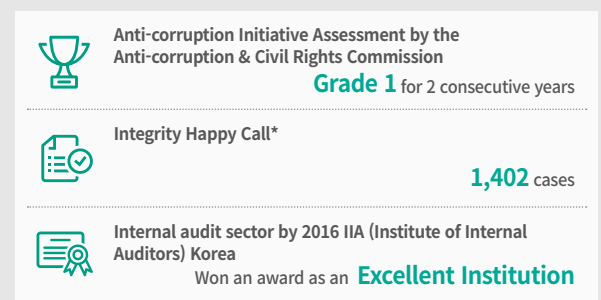 Anti-corruption Initiative Assessment by the
Anti-corruption & Civil Rights Commission
Grade 1 for 2 consecutive years
Integrity Happy Call*
1,402 cases
Internal audit sector by 2016 IIA (Institute of Internal
Auditors) Korea
Won an award as an Excellent Institution